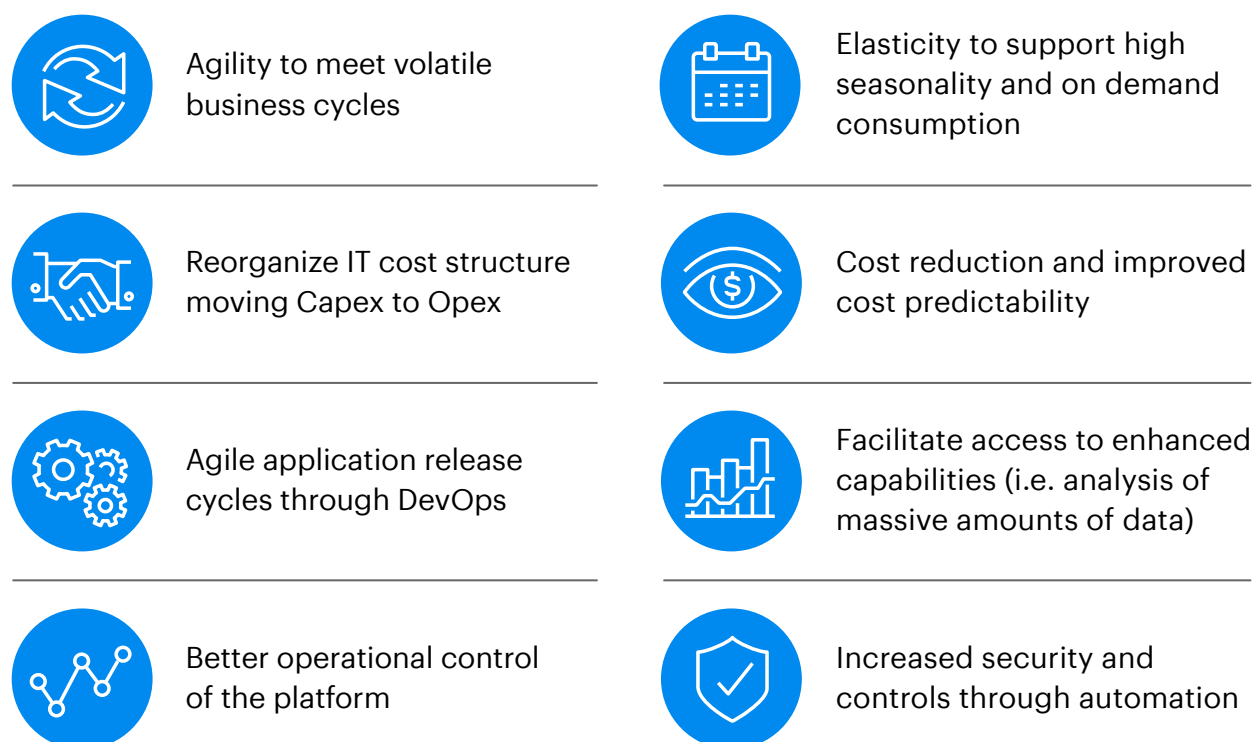 Agility to meet volatile
business cycles
Elasticity to support high
seasonality and on demand
consumption
Reorganize IT cost structure
moving Capex to Opex
$
Cost reduction and improved
cost predictability
Agile application release
cycles through DevOps
Facilitate access to enhanced
capabilities (i.e. analysis of
massive amounts of data)
Better operational control
of the platform
Increased security and
controls through automation